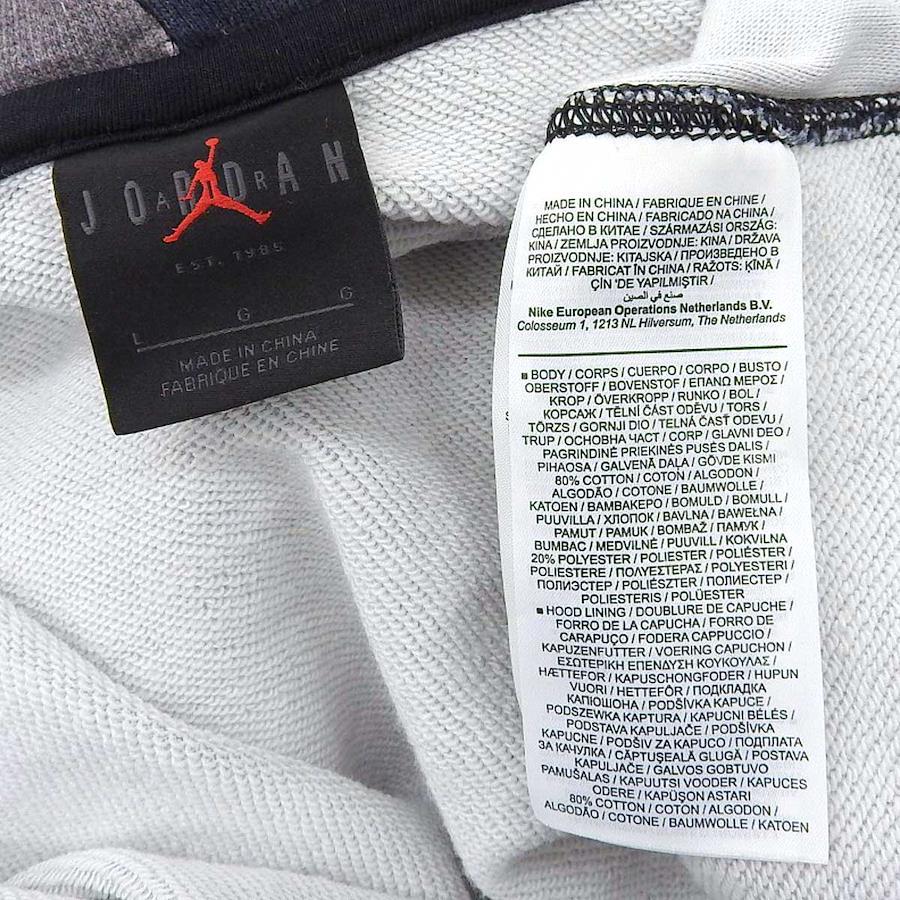 JORDAN
AIR
EST. 1985
L G G
MADE IN CHINA
FABRIQUE EN CHINE
MADE IN CHINA / FABRIQUE EN CHINE /
HECHO EN CHINA / FABRICADO NA CHINA /
СДЕЛАНО В КИТАЕ / SZÁRMAZÁSI ORSZÁG:
KINA / ZEMLJA PROIZVODNJE: KINA / DRŽAVA
PROIZVODNJE: KITAJSKA / ПРОИЗВЕДЕНО В
КИТАЙ / FABRICAT ÎN CHINA / RAŽOTS: ĶĪNĀ /
ÇİN 'DE YAPILMIŞTIR /
صنع في الصين
Nike European Operations Netherlands B.V.
Colosseum 1, 1213 NL Hilversum, The Netherlands
■ BODY / CORPS / CUERPO / CORPO / BUSTO /
OBERSTOFF / BOVENSTOF / ΕΠΑΝΩ ΜΕΡΟΣ /
KROP / ÖVERKROPP / RUNKO / BOL /
КОРСАЖ / TĚLNÍ ČÁST ODĚVU / TORS /
TÖRZS / GORNJI DIO / TELNÁ ČASŤ ODEVU /
TRUP / ОСНОВНА ЧАСТ / CORP / GLAVNI DEO /
PAGRINDINĖ PRIEKINĖS PUSĖS DALIS /
PIHAOSA / GALVENĀ DAĻA / GÖVDE KISMI
80% COTTON / COTON / ALGODON /
ALGODÃO / COTONE / BAUMWOLLE /
KATOEN / ΒΑΜΒΑΚΕΡΟ / BOMULD / BOMULL /
PUUVILLA / ХЛОПОК / BAVLNA / BAWEŁNA /
PAMUT / PAMUK / BOMBAŽ / ПАМУК /
BUMBAC / MEDVILNĖ / PUUVILL / KOKVILNA
20% POLYESTER / POLIESTER / POLIÉSTER /
POLIESTERE / ΠΟΛΥΕΣΤΕΡΑΣ / POLYESTERI /
ПОЛИЭСТЕР / POLIÉSZTER / ПОЛИЕСТЕР /
POLIESTERIS / POLÜESTER
■ HOOD LINING / DOUBLURE DE CAPUCHE /
FORRO DE LA CAPUCHA / FORRO DE
CARAPUÇO / FODERA CAPPUCCIO /
KAPUZENFUTTER / VOERING CAPUCHON /
ΕΣΩΤΕΡΙΚΗ ΕΠΕΝΔΥΣΗ ΚΟΥΚΟΥΛΑΣ /
HÆTTEFOR / KAPUSCHONGFODER / HUPUN
VUORI / HETTEFÔR / ПОДКЛАДКА
КАПЮШОНА / PODŠÍVKA KAPUCE /
PODSZEWKA KAPTURA / KAPUCNI BÉLÉS /
PODSTAVA KAPULJAČE / PODŠÍVKA
KAPUCNE / PODŠIV ZA KAPUCO / ПОДПЛАТА
ЗА КАЧУЛКА / CĂPTUŞEALĂ GLUGĂ / POSTAVA
KAPULJAČE / GALVOS GOBTUVO
PAMUŠALAS / KAPUUTSI VOODER / KAPUCES
ODERE / KAPÜŞON ASTARI
80% COTTON / COTON / ALGODON /
ALGODÃO / COTONE / BAUMWOLLE / KATOEN